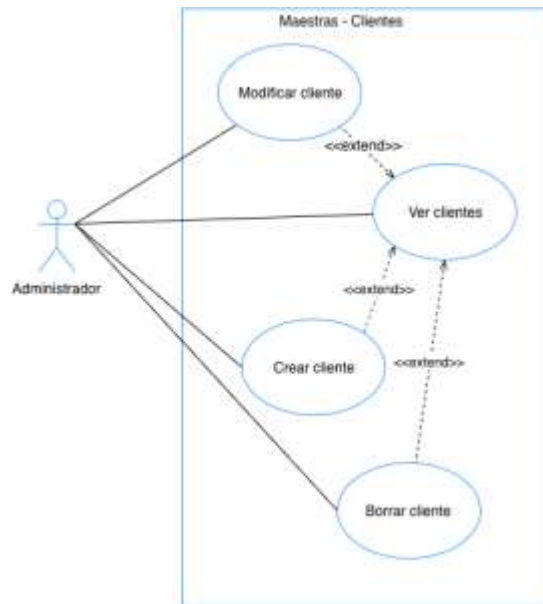 Maestras - Clientes
Modificar cliente
<<extend>>
Ver clientes
Administrador
<<extend>>
Crear cliente
<<extend>>
Borrar cliente